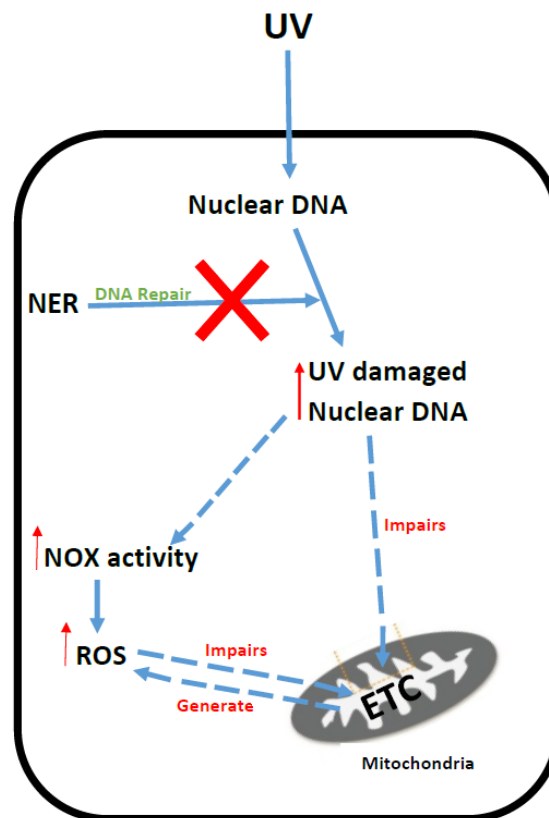 UV
Nuclear DNA
DNA Repair
NER
UV damaged
Nuclear DNA
Impairs
NOX activity
ROS
Impairs
Generate
ETC
Mitochondria